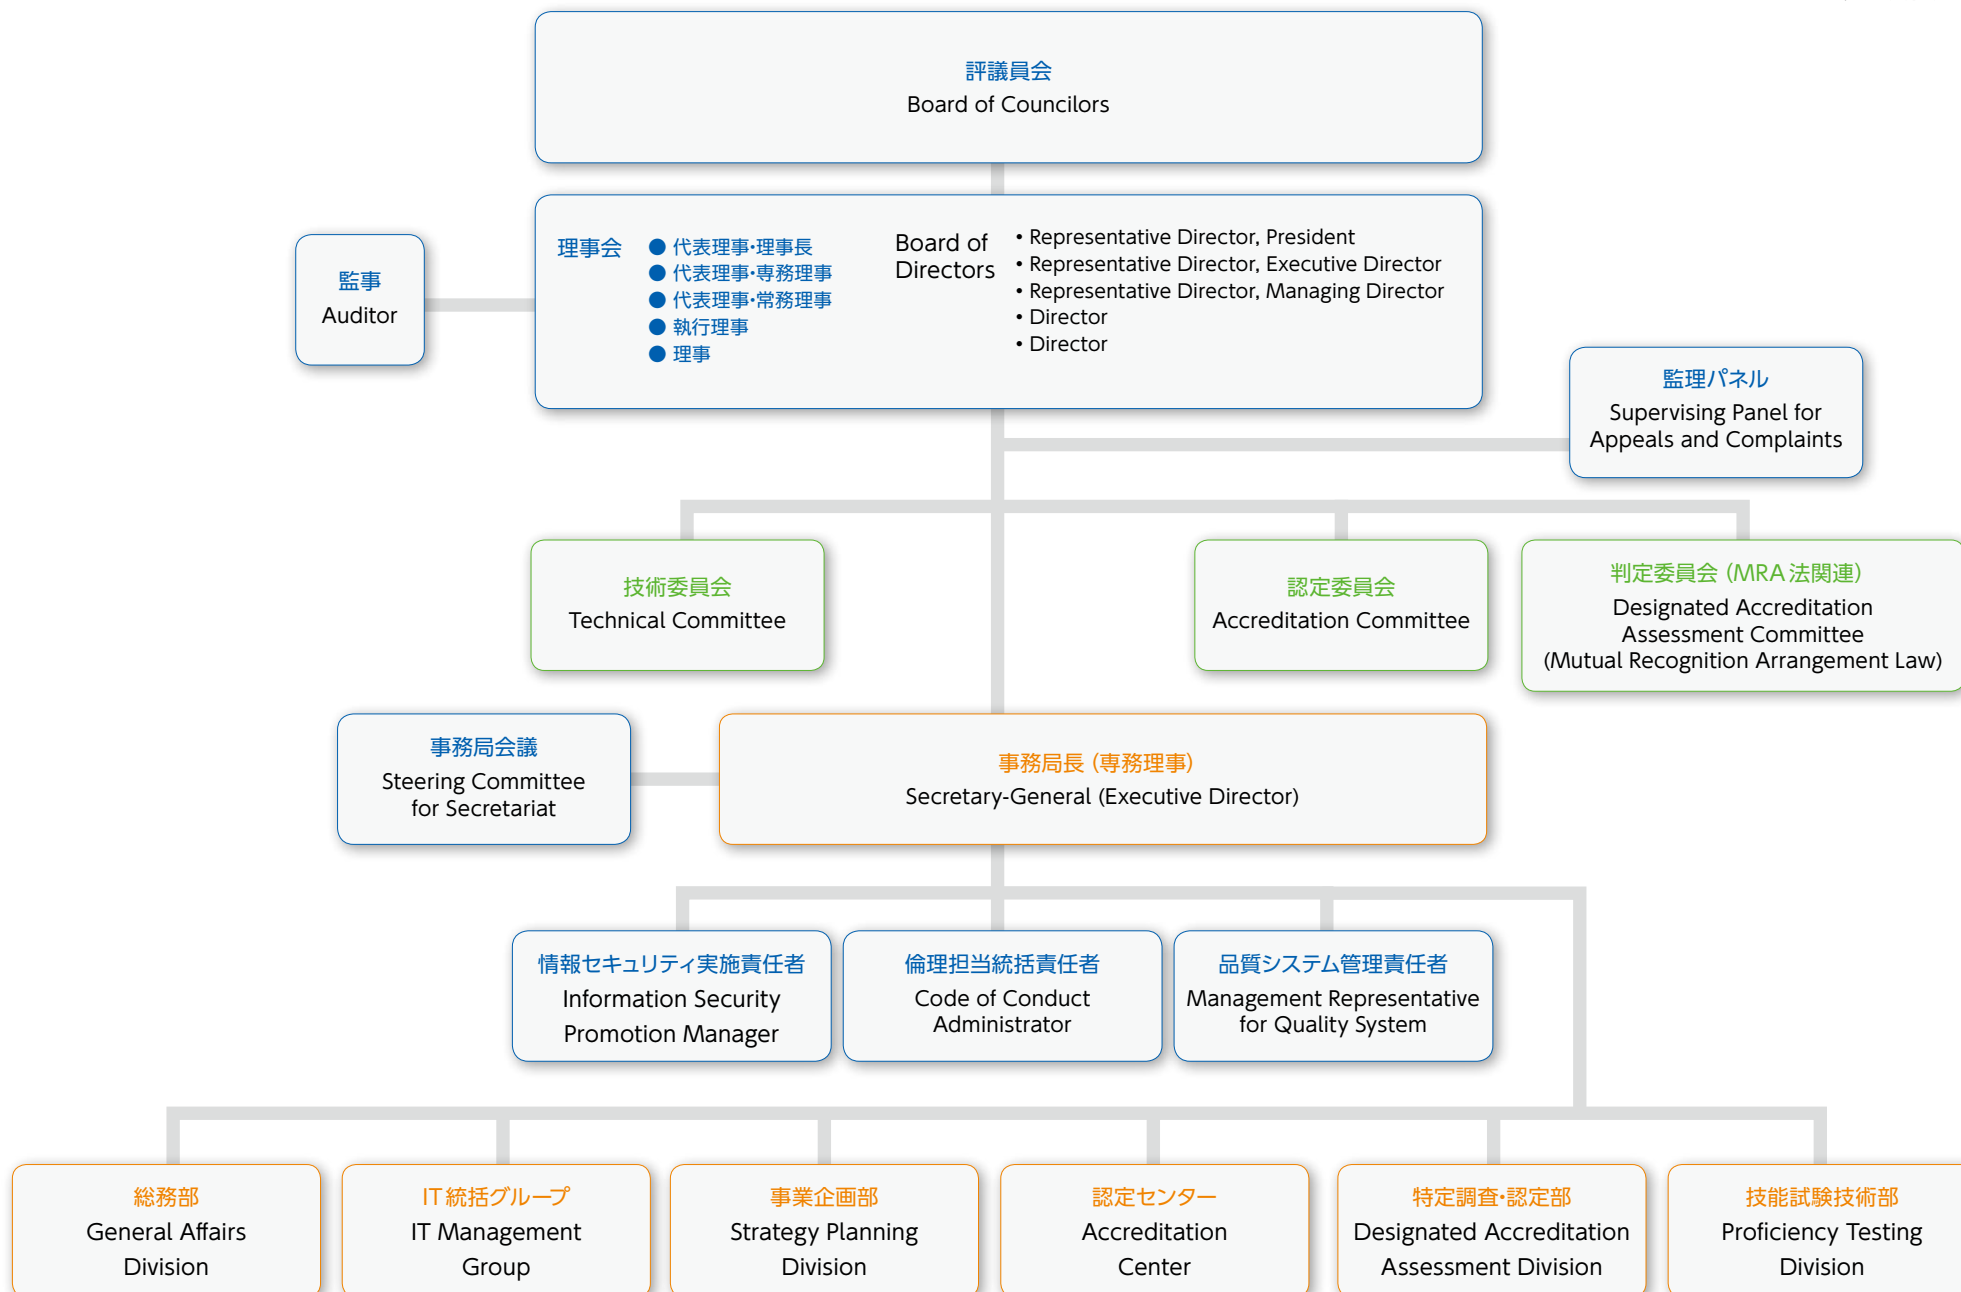 評議員会
Board of Councilors
理事会
● 代表理事・理事長
● 代表理事・専務理事
● 代表理事・常務理事
● 執行理事
● 理事
Board of
Directors
• Representative Director, President
• Representative Director, Executive Director
• Representative Director, Managing Director
• Director
• Director
監事
Auditor
監理パネル
Supervising Panel for
Appeals and Complaints
技術委員会
Technical Committee
認定委員会
Accreditation Committee
判定委員会（MRA法関連）
Designated Accreditation
Assessment Committee
(Mutual Recognition Arrangement Law)
事務局会議
Steering Committee
for Secretariat
事務局長（専務理事）
Secretary-General (Executive Director)
情報セキュリティ実施責任者
Information Security
Promotion Manager
倫理担当統括責任者
Code of Conduct
Administrator
品質システム管理責任者
Management Representative
for Quality System
総務部
General Affairs
Division
IT統括グループ
IT Management
Group
事業企画部
Strategy Planning
Division
認定センター
Accreditation
Center
特定調査・認定部
Designated Accreditation
Assessment Division
技能試験技術部
Proficiency Testing
Division